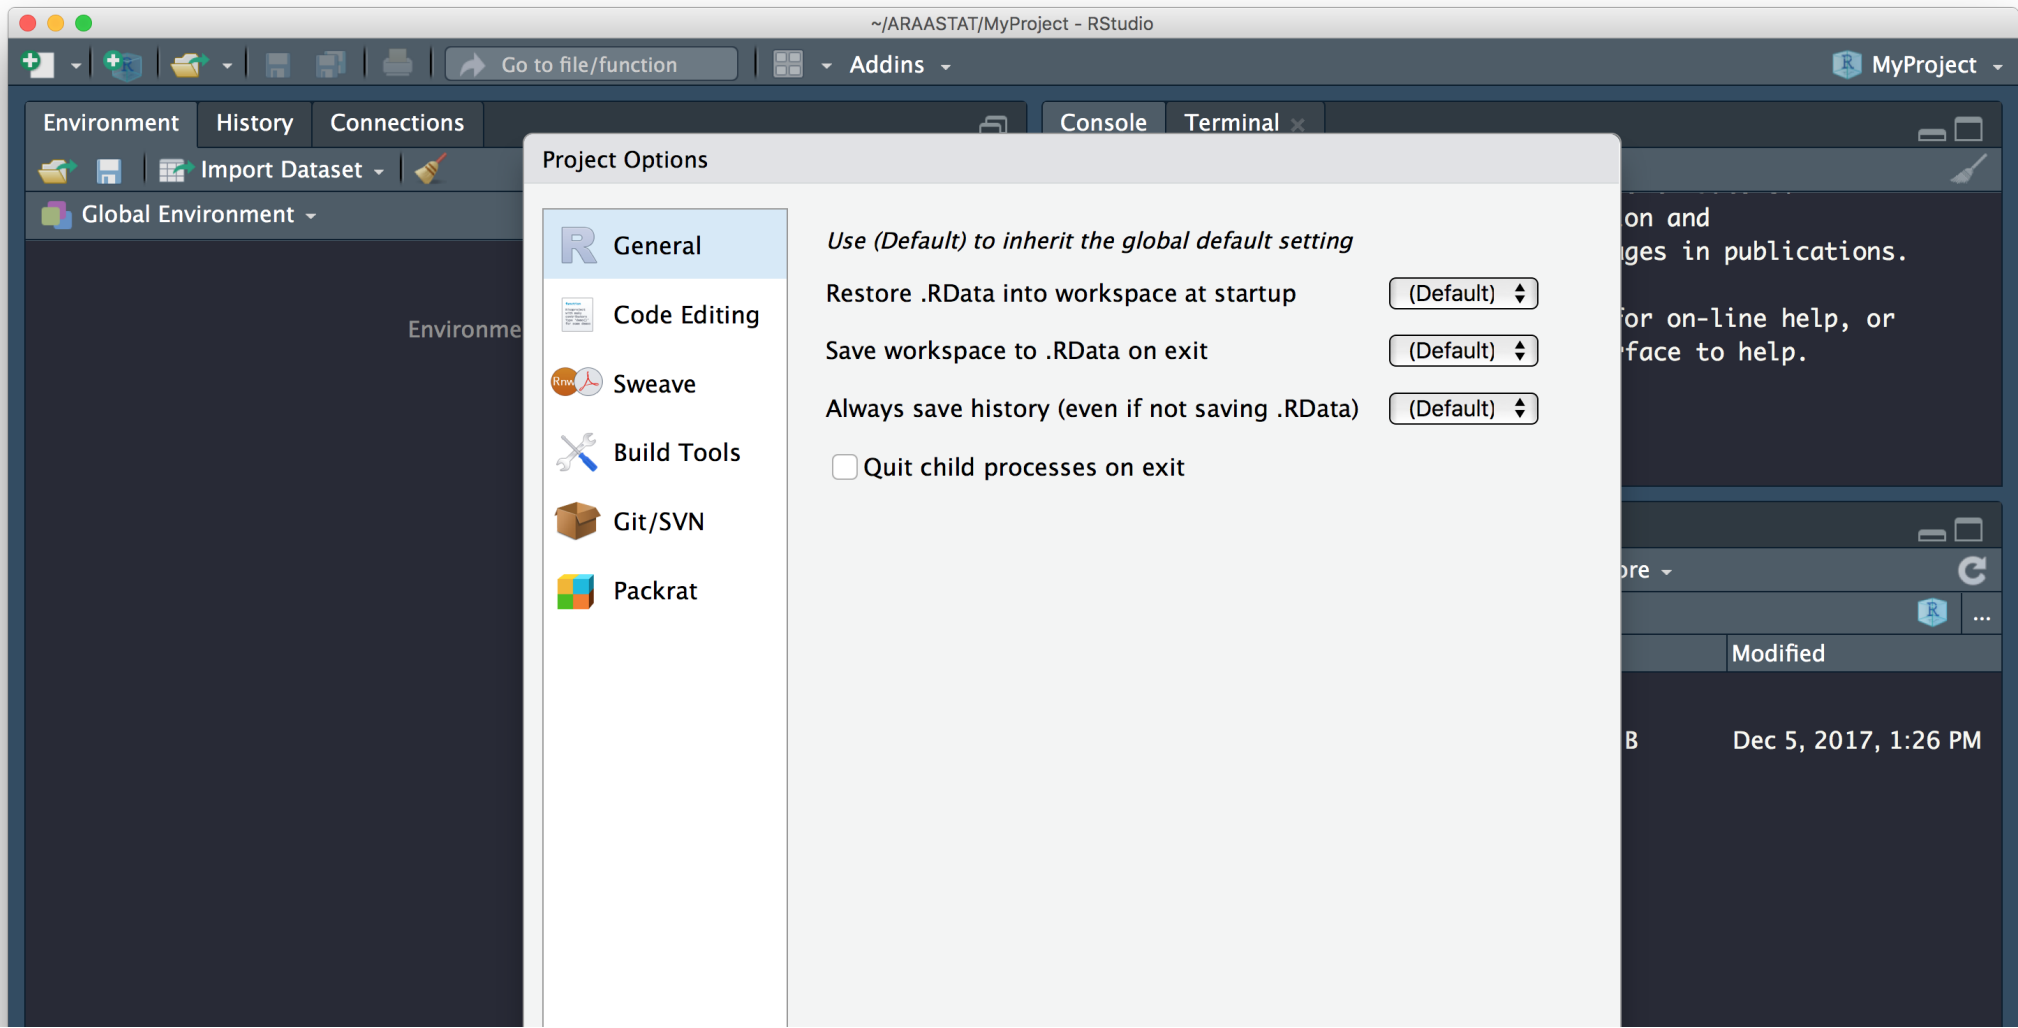 ~/ARAASTAT/MyProject - RStudio
Go to file/function
Addins
MyProject
Environment History Connections
Console Terminal
Import Dataset
Global Environment
Environme
Project Options
General
Code Editing
Sweave
Build Tools
Git/SVN
Packrat
Use (Default) to inherit the global default setting
Restore .RData into workspace at startup (Default)
Save workspace to .RData on exit (Default)
Always save history (even if not saving .RData) (Default)
Quit child processes on exit
on and
ges in publications.
or on-line help, or
face to help.
ore
...
Modified
B Dec 5, 2017, 1:26 PM